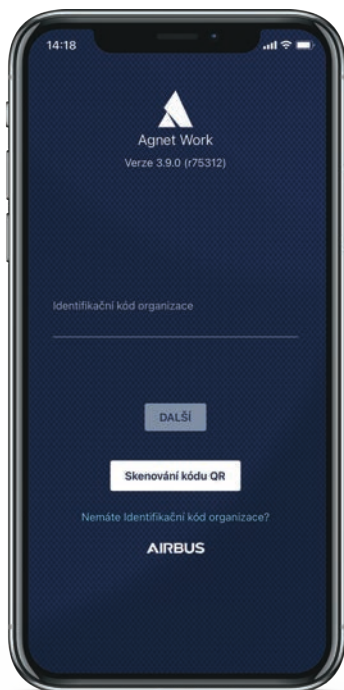 14:18
Agnet Work
Verze 3.9.0 (r75312)
Identifikační kód organizace
DALŠÍ
Skenování kódu QR
Nemáte Identifikační kód organizace?
AIRBUS